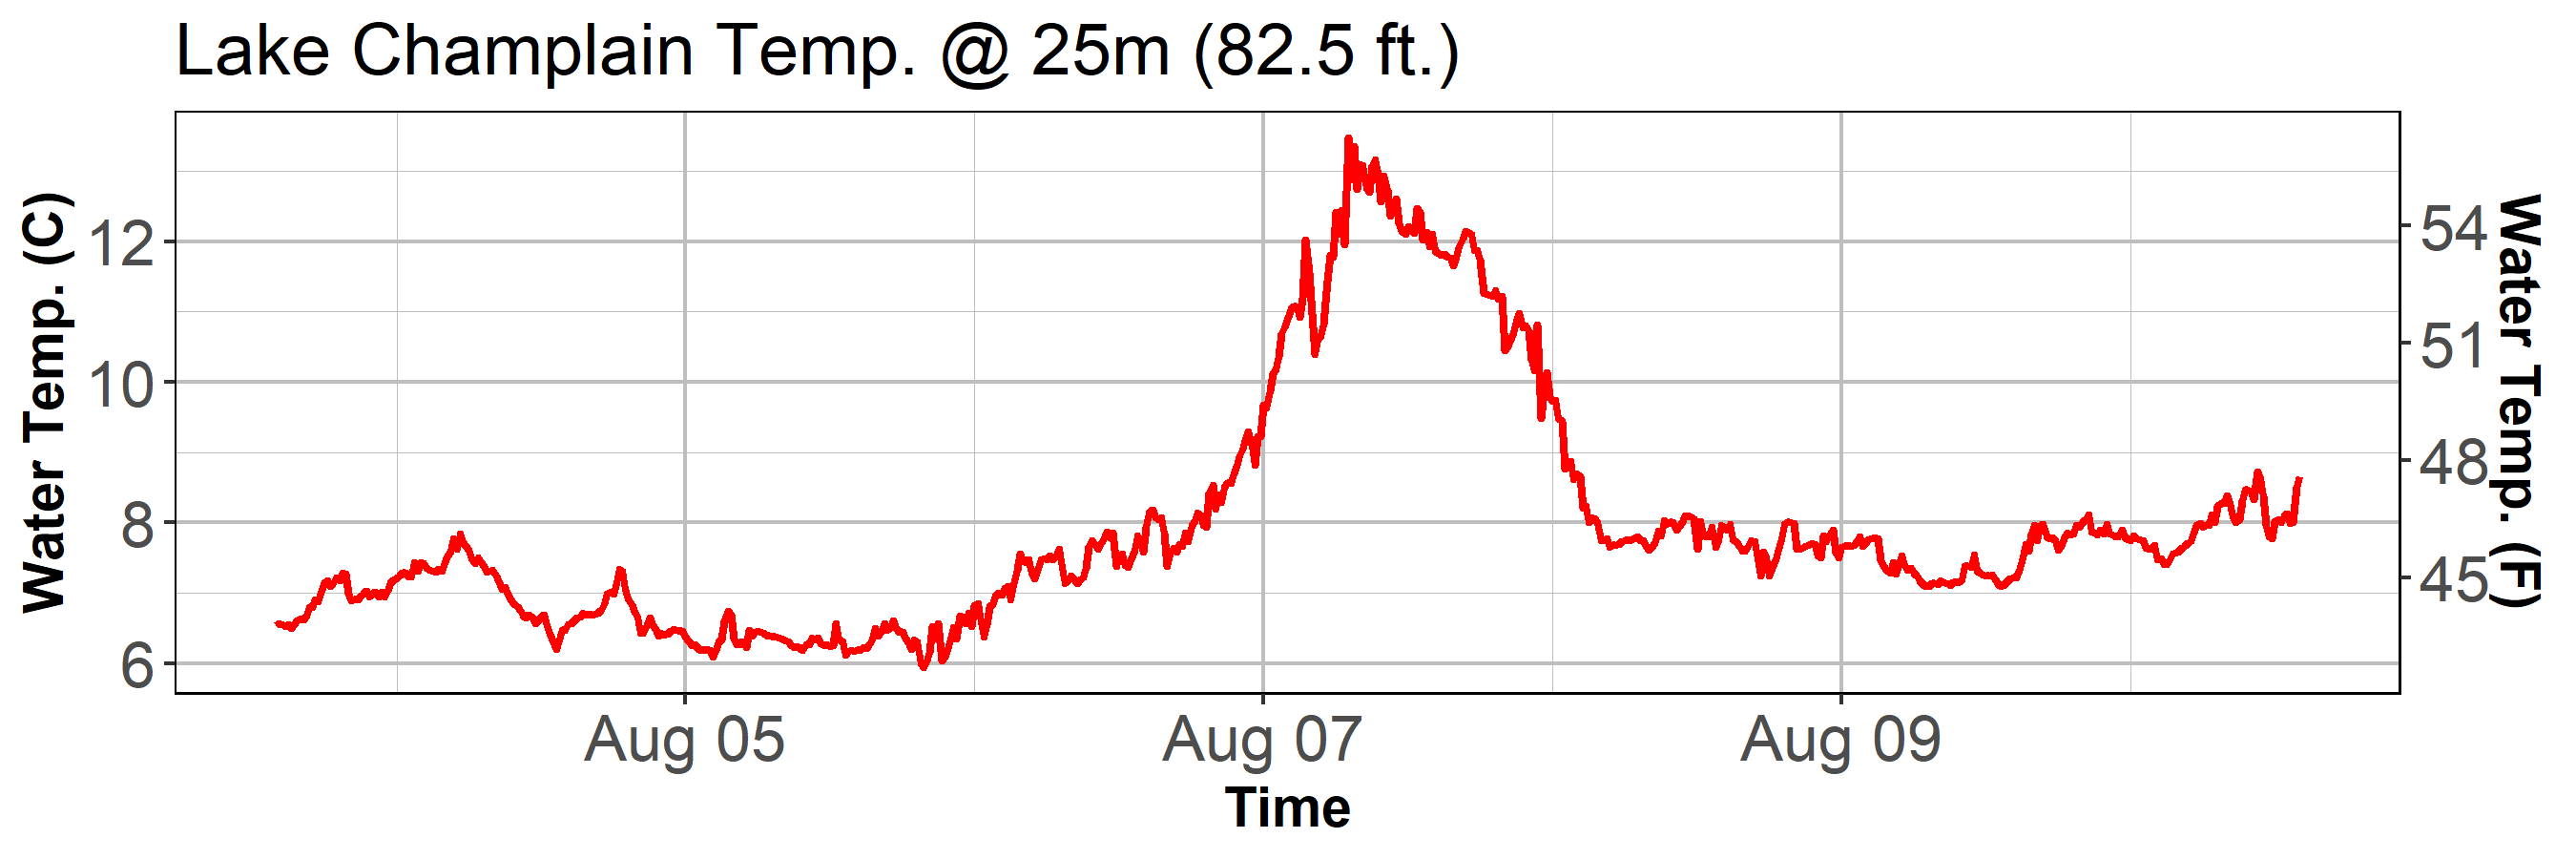 Lake Champlain Temp. @ 25m (82.5 ft.)
Water Temp. (C)
12
10
8
6
54
51
48
45
Water Temp. (F)
Aug 05
Aug 07
Aug 09
Time